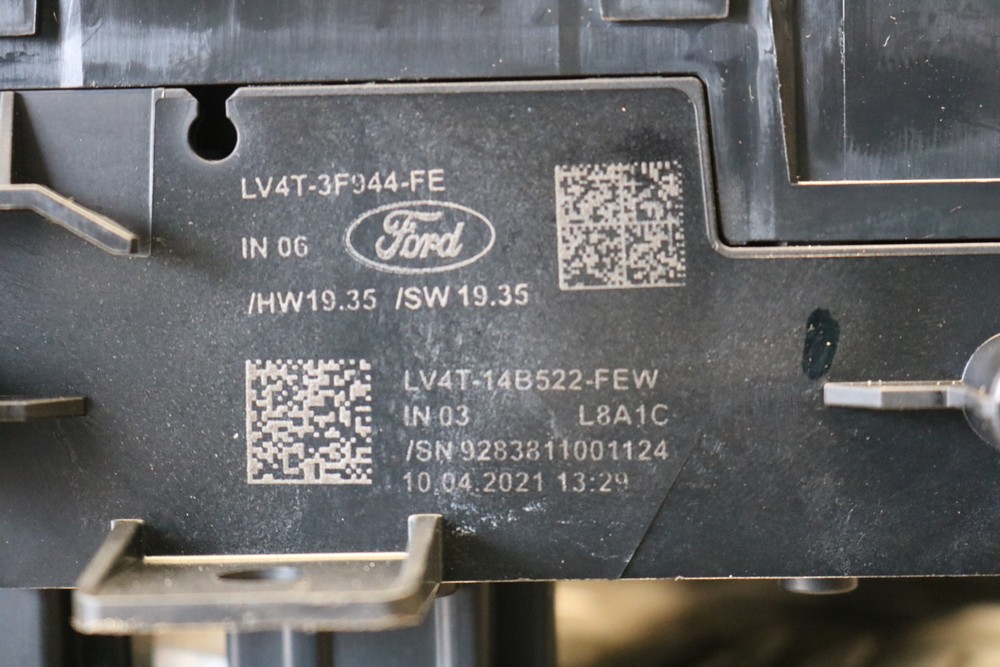 LV4T-3F944-FE
IN 06
Ford
/HW19.35 /SW 19.35
LV4T-14B522-FEW
IN 03 L8A1C
/SN 9283811001124
10.04.2021 13:29